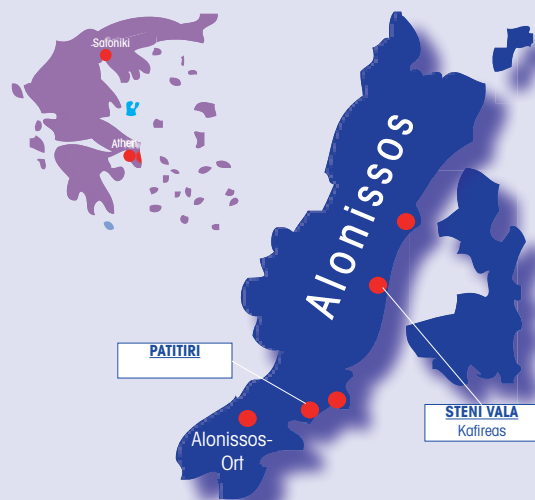 Saloniki
Athen
Alonissos
PATITIRI
STENI VALA
Kafireas
Alonissos-
Ort